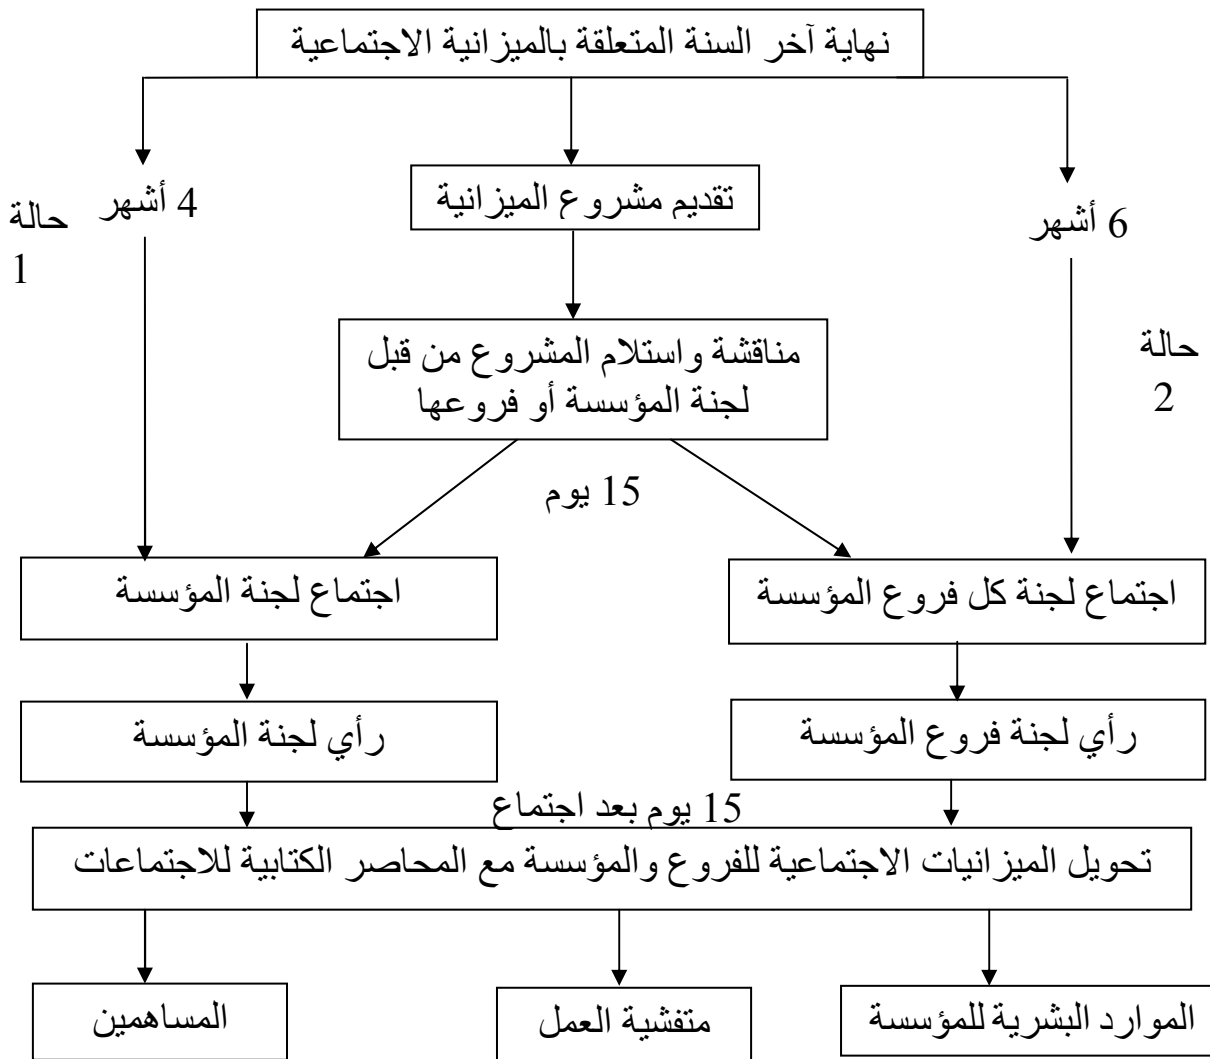 نهاية آخر السنة المتعلقة بالميزانية الاجتماعية
تقديم مشروع الميزانية
6 أشهر
4 أشهر
حالة
1
مناقشة واستلام المشروع من قبل
لجنة المؤسسة أو فروعها
حالة
2
15 يوم
اجتماع لجنة كل فروع المؤسسة
اجتماع لجنة المؤسسة
رأي لجنة فروع المؤسسة
رأي لجنة المؤسسة
15 يوم بعد اجتماع
تحويل الميزانيات الاجتماعية للفروع والمؤسسة مع المحاصر الكتابية للاجتماعات
الموارد البشرية للمؤسسة
متفشية العمل
المساهمين